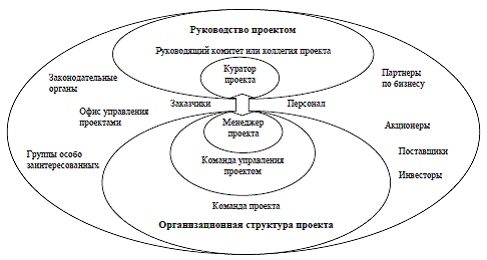 Руководство проектом
Руководящий комитет или коллегия проекта
Куратор
проекта
Законодательные
органы
Партнеры
по бизнесу
Заказчики
Персонал
Офис управления
проектами
Менеджер
проекта
Акционеры
Группы особо
заинтересованных
Команда управления
проектом
Поставщики
Инвесторы
Команда проекта
Организационная структура проекта